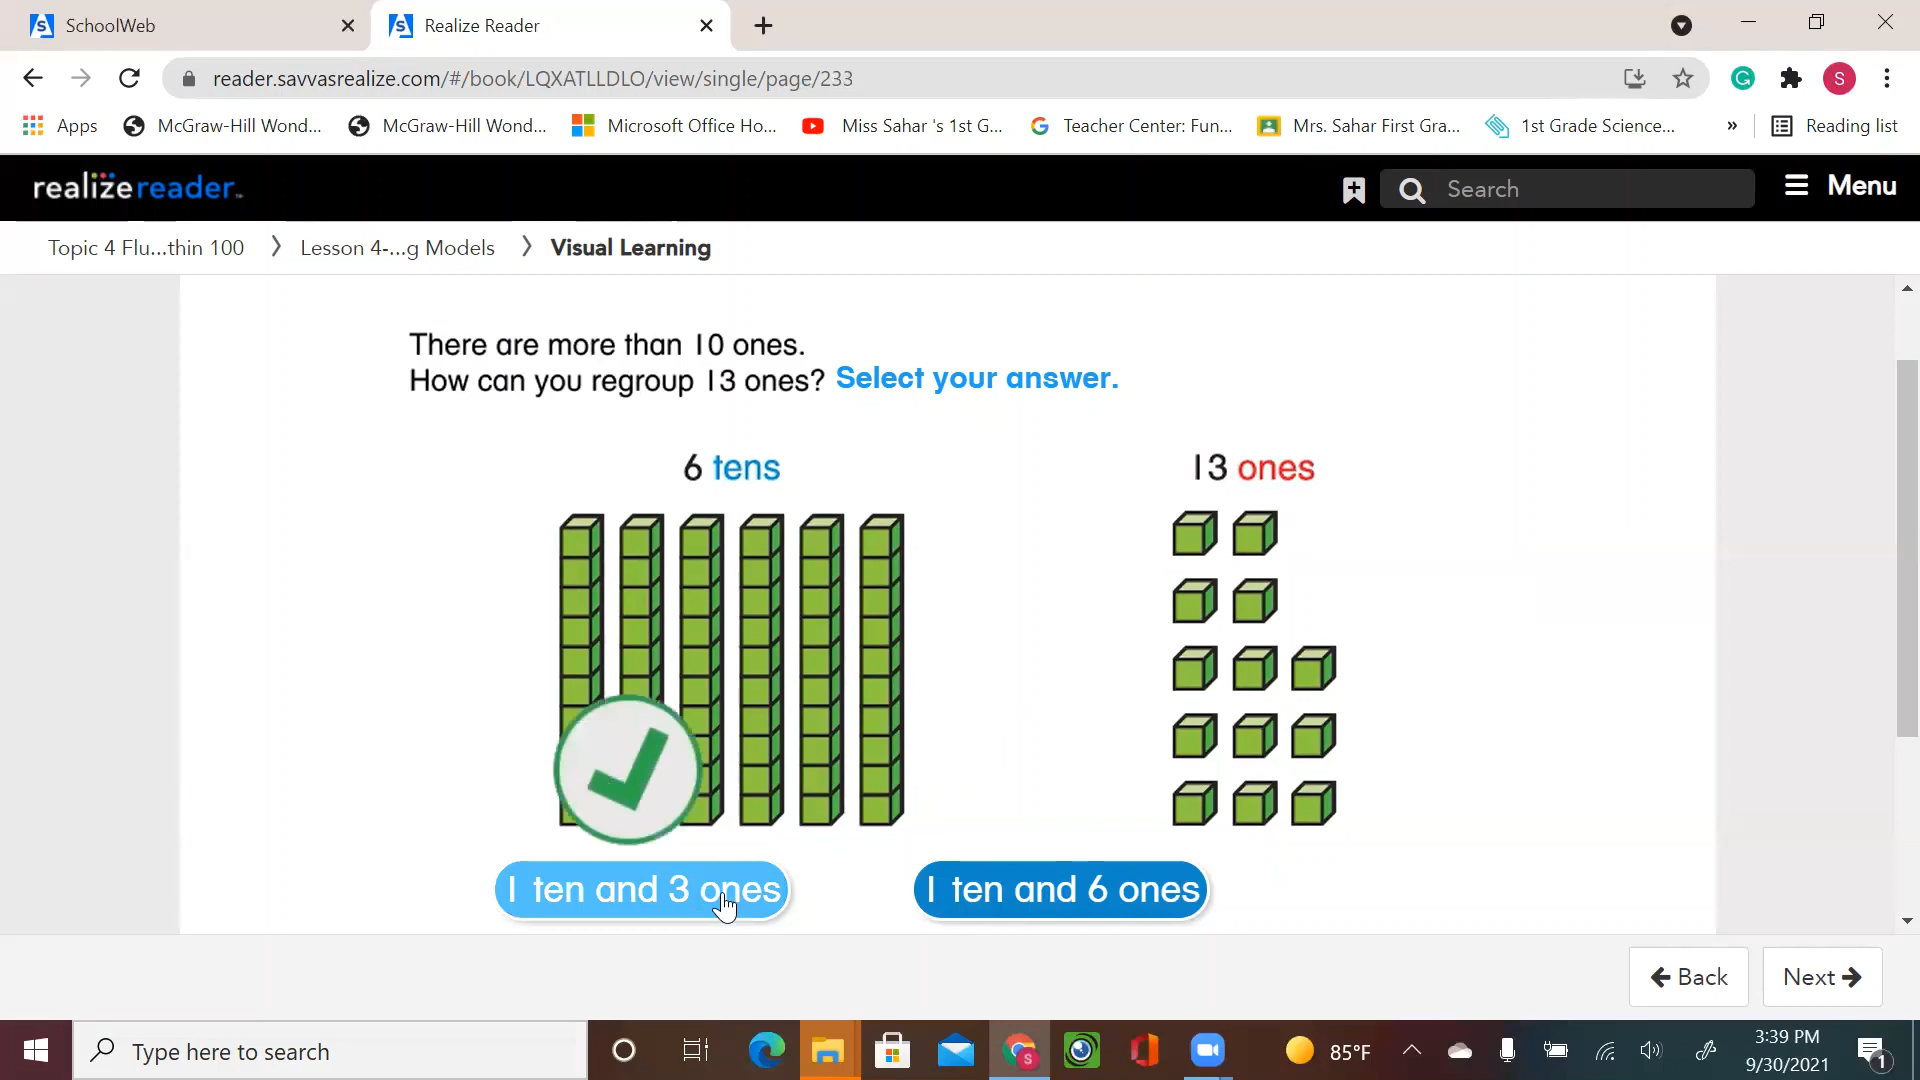 SchoolWeb
Realize Reader
reader.savvasrealize.com/#/book/LQXATLLDLO/view/single/page/233
S
Apps
McGraw-Hill Wond...
McGraw-Hill Wond...
Microsoft Office Ho...
Miss Sahar 's 1st G...
Teacher Center: Fun...
Mrs. Sahar First Gra...
1st Grade Science...
»
Reading list
realizereader
Search
Menu
Topic 4 Flu...thin 100
Lesson 4-...g Models
Visual Learning
There are more than 10 ones.
How can you regroup 13 ones? Select your answer.
6 tens
13 ones
1 ten and 3 ones
1 ten and 6 ones
Back
Next
Type here to search
85°F
3:39 PM
9/30/2021
1